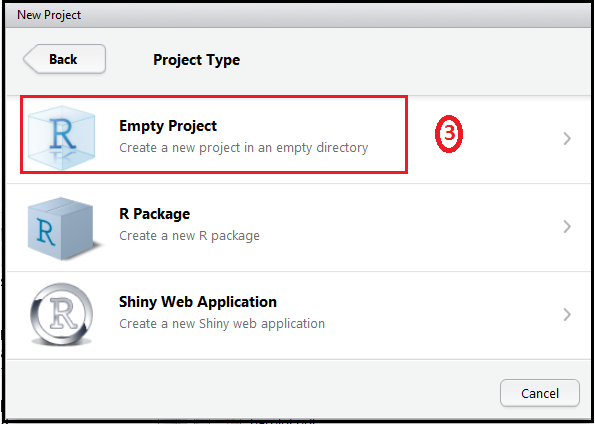 New Project
Back
Project Type
Empty Project
Create a new project in an empty directory
3
R Package
Create a new R package
Shiny Web Application
Create a new Shiny web application
Cancel